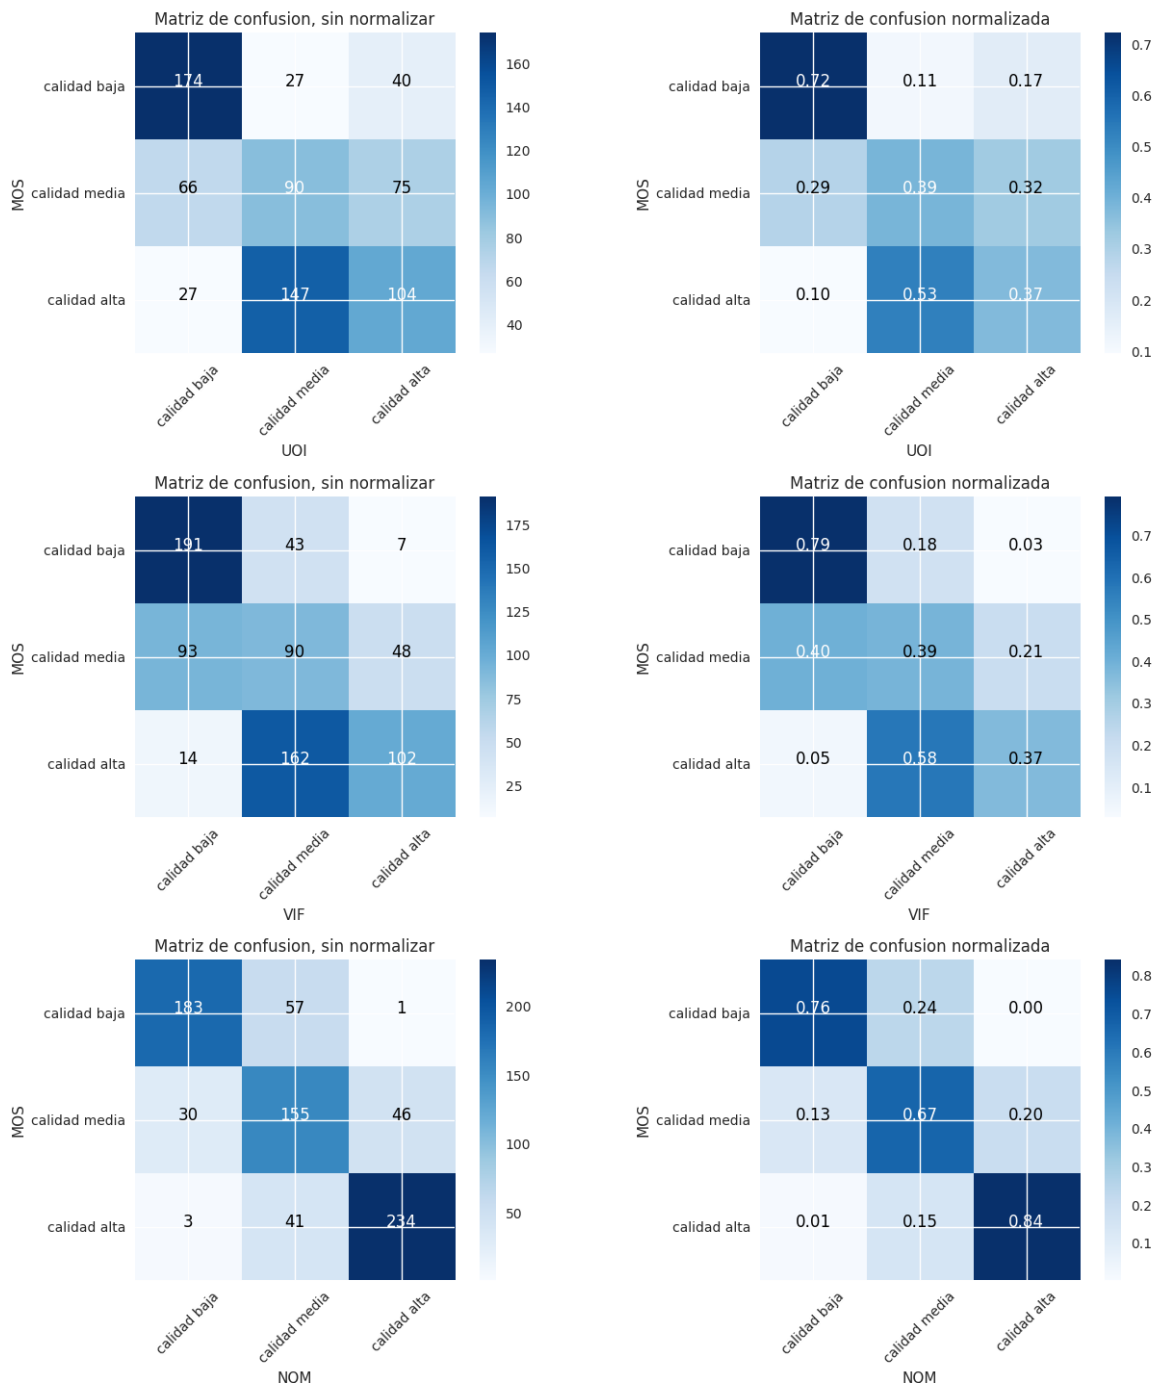 Matriz de confusion, sin normalizar
calidad baja 174 27 40
calidad media 66 90 75
calidad alta 27 147 104
MOS
calidad baja calidad media calidad alta
UOI
160
140
120
100
80
60
40
Matriz de confusion normalizada
calidad baja 0.72 0.11 0.17
calidad media 0.29 0.39 0.32
calidad alta 0.10 0.53 0.37
MOS
calidad baja calidad media calidad alta
UOI
0.7
0.6
0.5
0.4
0.3
0.2
0.1
Matriz de confusion, sin normalizar
calidad baja 191 43 7
calidad media 93 90 48
calidad alta 14 162 102
MOS
calidad baja calidad media calidad alta
VIF
175
150
125
100
75
50
25
Matriz de confusion normalizada
calidad baja 0.79 0.18 0.03
calidad media 0.40 0.39 0.21
calidad alta 0.05 0.58 0.37
MOS
calidad baja calidad media calidad alta
VIF
0.7
0.6
0.5
0.4
0.3
0.2
0.1
Matriz de confusion, sin normalizar
calidad baja 183 57 1
calidad media 30 155 46
calidad alta 3 41 234
MOS
calidad baja calidad media calidad alta
NOM
200
150
100
50
Matriz de confusion normalizada
calidad baja 0.76 0.24 0.00
calidad media 0.13 0.67 0.20
calidad alta 0.01 0.15 0.84
MOS
calidad baja calidad media calidad alta
NOM
0.8
0.7
0.6
0.5
0.4
0.3
0.2
0.1